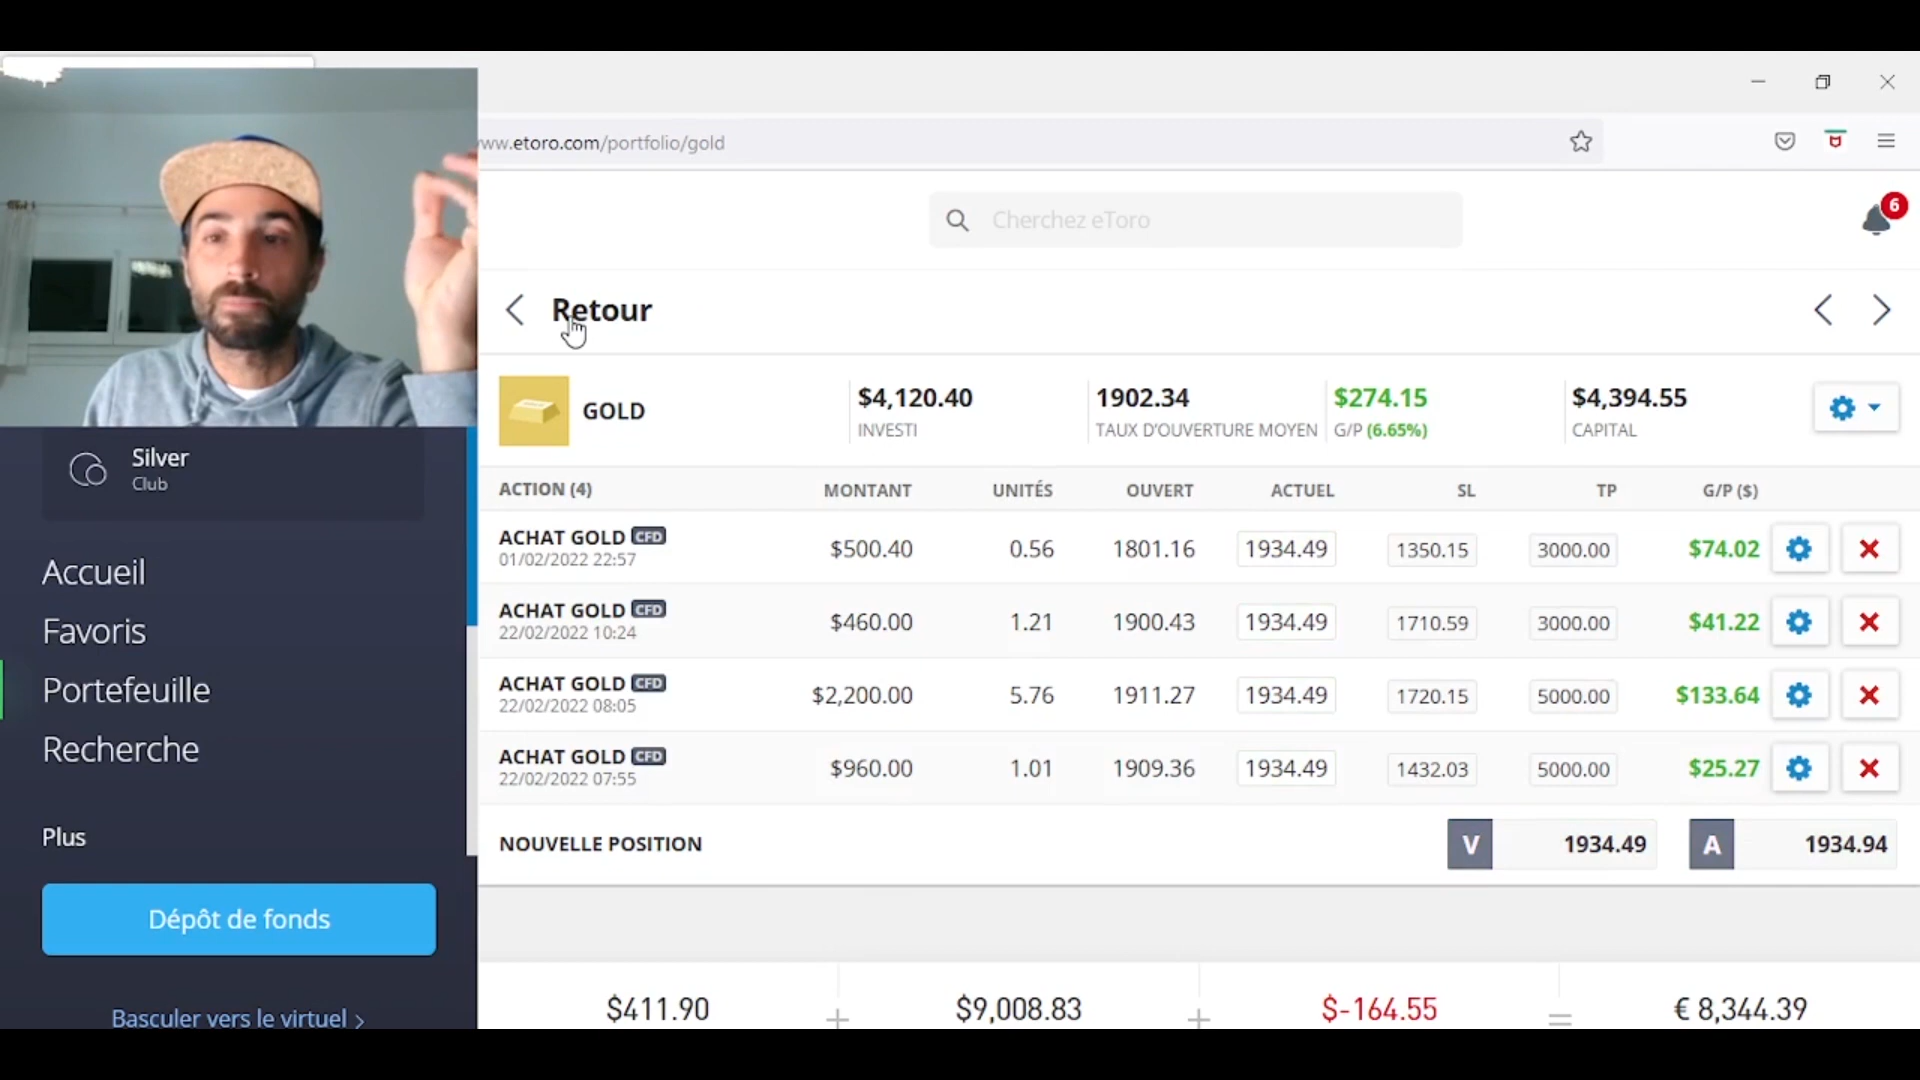 www.etoro.com/portfolio/gold
Cherchez eToro
6
Retour
GOLD
$4,120.40
INVESTI
1902.34
TAUX D'OUVERTURE MOYEN
$274.15
G/P (6.65%)
$4,394.55
CAPITAL
ACTION (4) MONTANT UNITÉS OUVERT ACTUEL SL TP G/P ($)
ACHAT GOLD CFD $500.40 0.56 1801.16 1934.49 1350.15 3000.00 $74.02
01/02/2022 22:57
ACHAT GOLD CFD $460.00 1.21 1900.43 1934.49 1710.59 3000.00 $41.22
22/02/2022 10:24
ACHAT GOLD CFD $2,200.00 5.76 1911.27 1934.49 1720.15 5000.00 $133.64
22/02/2022 08:05
ACHAT GOLD CFD $960.00 1.01 1909.36 1934.49 1432.03 5000.00 $25.27
22/02/2022 07:55
NOUVELLE POSITION V 1934.49 A 1934.94
$411.90 + $9,008.83 + $-164.55 = € 8,344.39
Silver
Club
Accueil
Favoris
Portefeuille
Recherche
Plus
Dépôt de fonds
Basculer vers le virtuel >